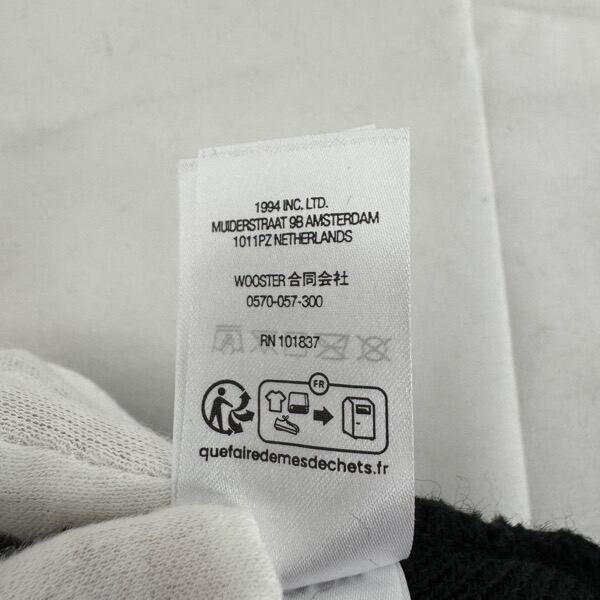 1994 INC. LTD.
MUIDERSTRAAT 9B AMSTERDAM
1011PZ NETHERLANDS
WOOSTER 合同会社
0570-057-300
RN 101837
FR
quefairedemesdechets.fr